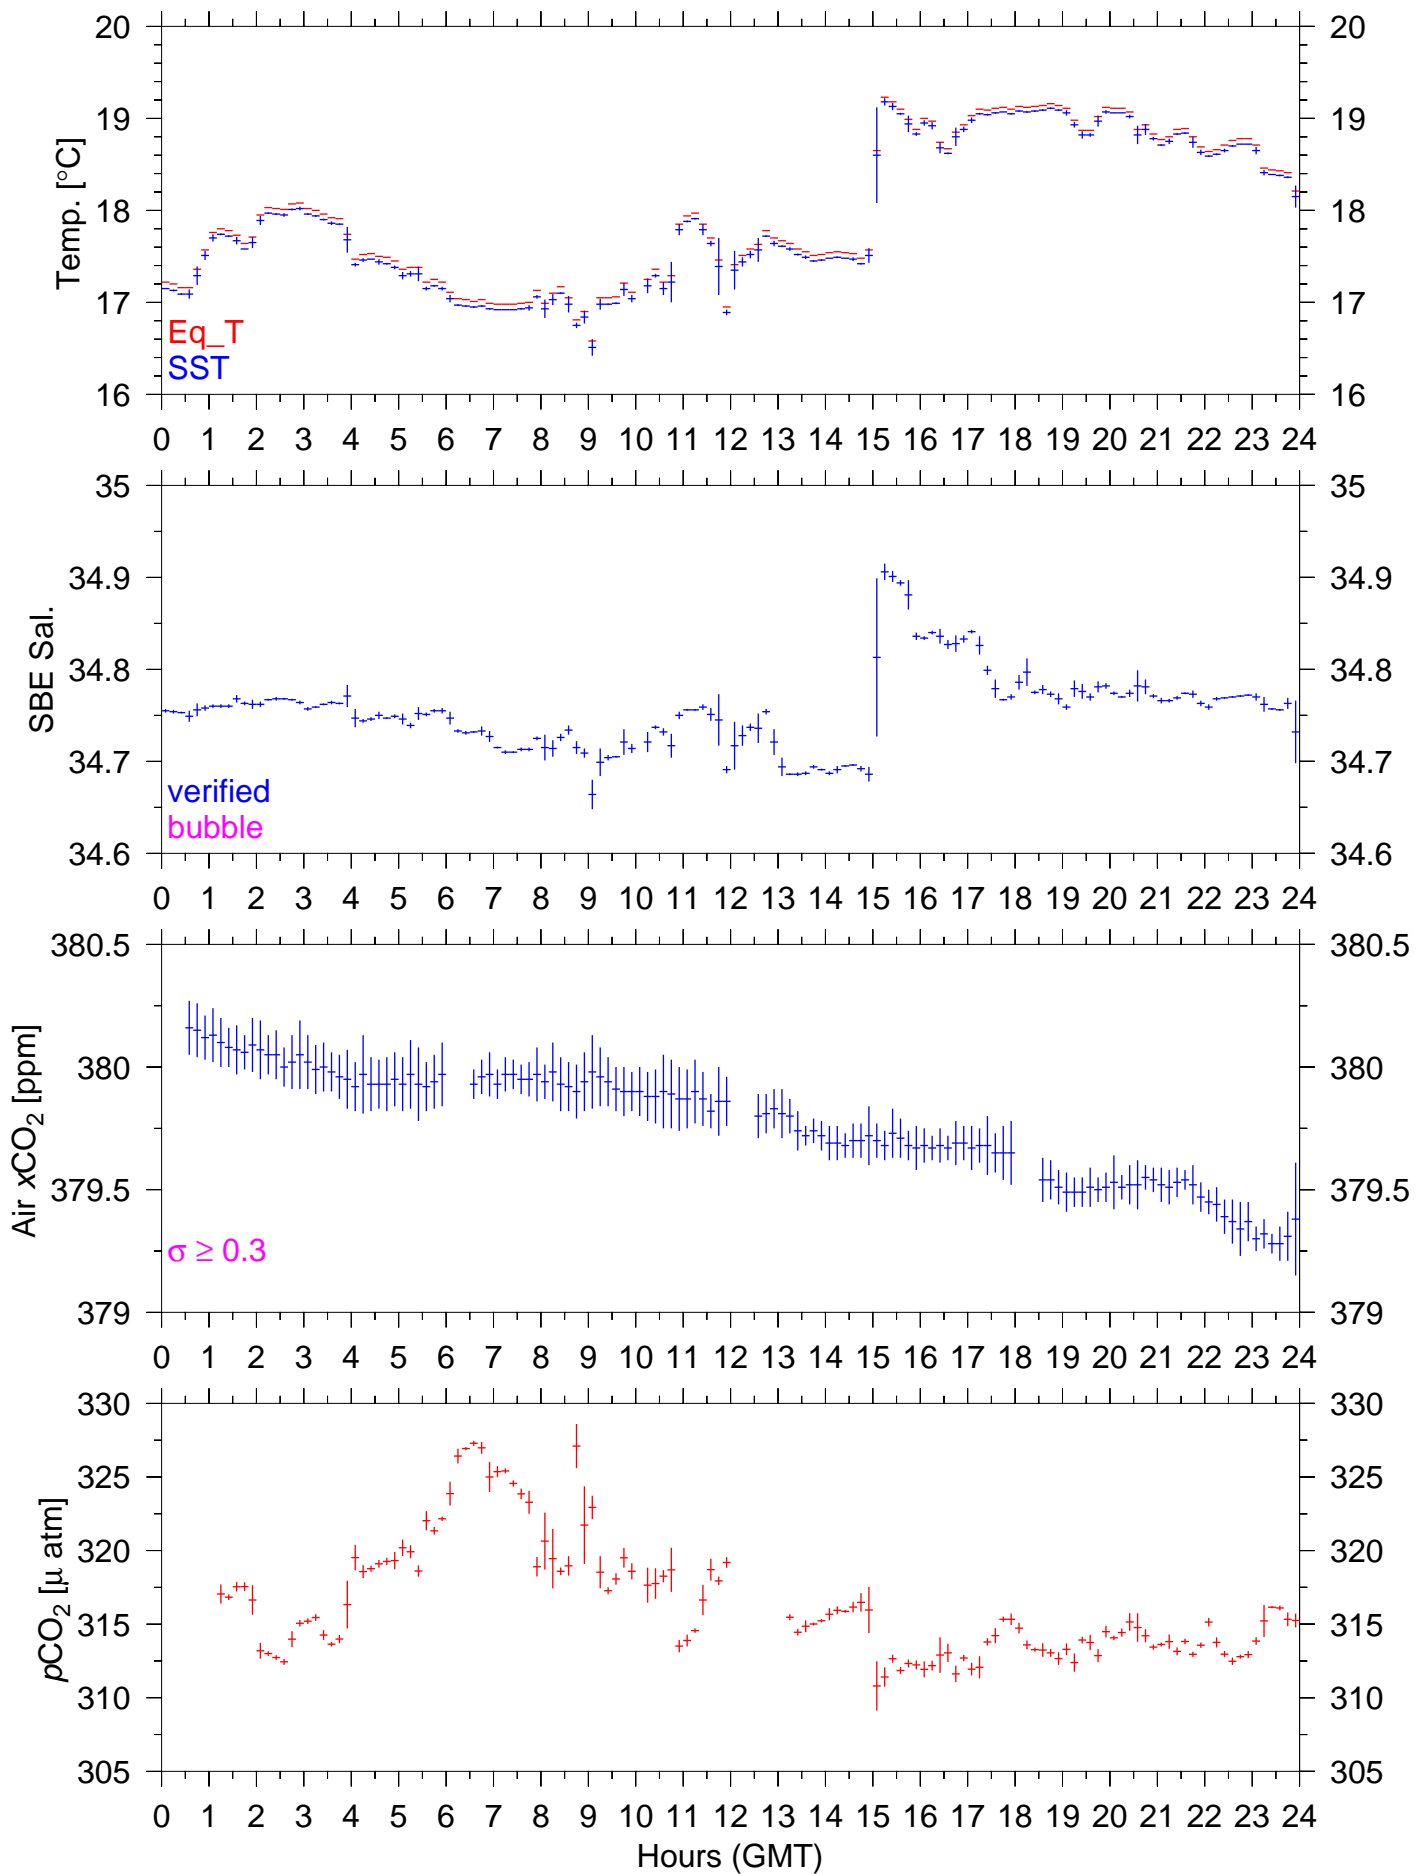 20 20
19 19
18 18
17 17
16 16
Temp. [°C]
Eq_T
SST
0 1 2 3 4 5 6 7 8 9 10 11 12 13 14 15 16 17 18 19 20 21 22 23 24
35 35
34.9 34.9
34.8 34.8
34.7 34.7
34.6 34.6
SBE Sal.
verified
bubble
0 1 2 3 4 5 6 7 8 9 10 11 12 13 14 15 16 17 18 19 20 21 22 23 24
380.5 380.5
380 380
379.5 379.5
379 379
Air xCO₂ [ppm]
σ ≥ 0.3
0 1 2 3 4 5 6 7 8 9 10 11 12 13 14 15 16 17 18 19 20 21 22 23 24
330 330
325 325
320 320
315 315
310 310
305 305
pCO₂ [μ atm]
0 1 2 3 4 5 6 7 8 9 10 11 12 13 14 15 16 17 18 19 20 21 22 23 24
Hours (GMT)